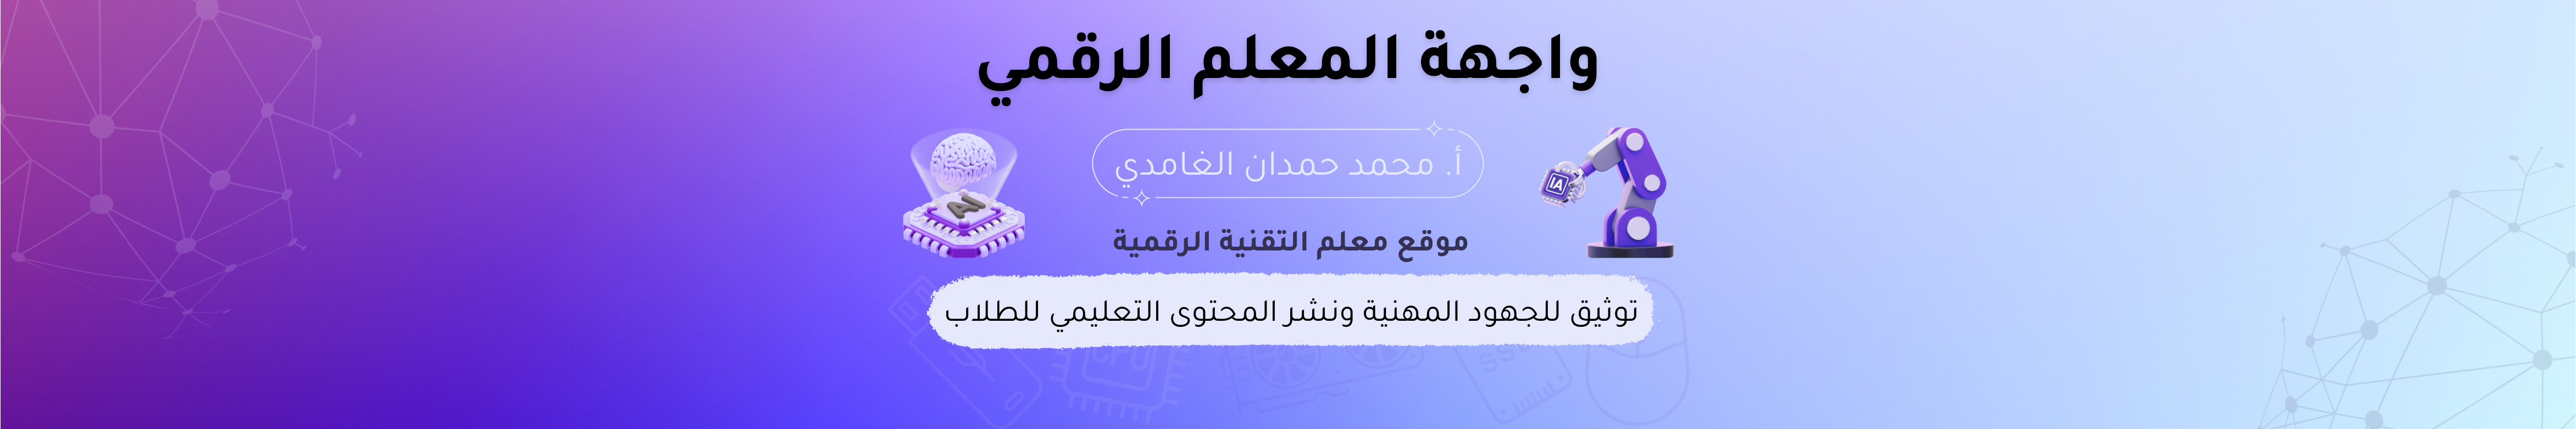 واجهة المعلم الرقمي
أ. محمد حمدان الغامدي
AI
IA
موقع معلم التقنية الرقمية
توثيق للجهود المهنية ونشر المحتوى التعليمي للطلاب
CPU